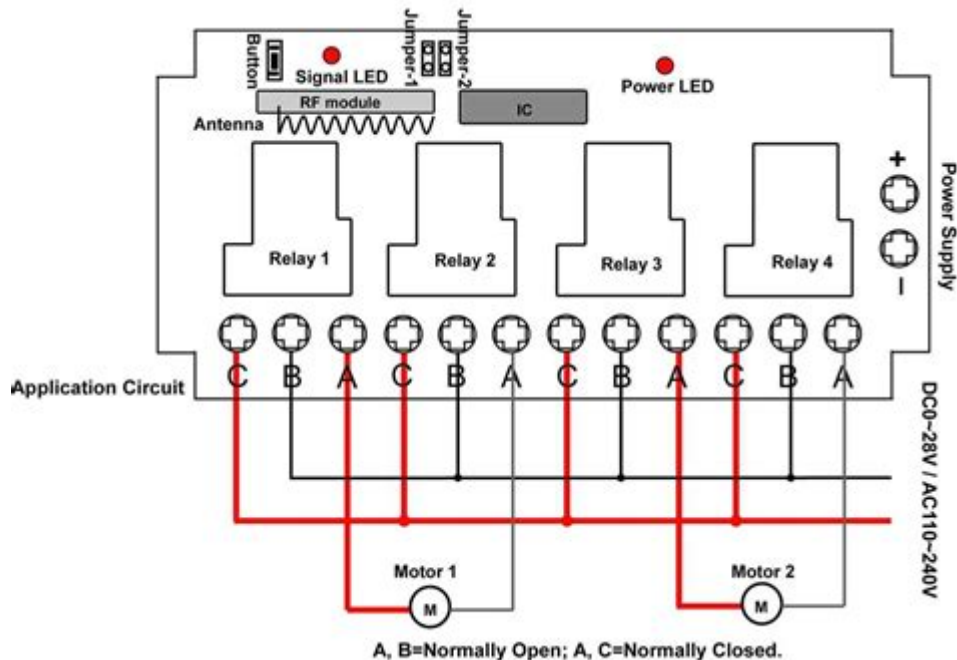 Button
Signal LED
Jumper-1
Jumper-2
Power LED
RF module
IC
Antenna
+
Power Supply
−
Relay 1
Relay 2
Relay 3
Relay 4
Application Circuit
C B A C B A C B A C B A
DC0~28V / AC110~240V
Motor 1
Motor 2
M
M
A, B=Normally Open; A, C=Normally Closed.